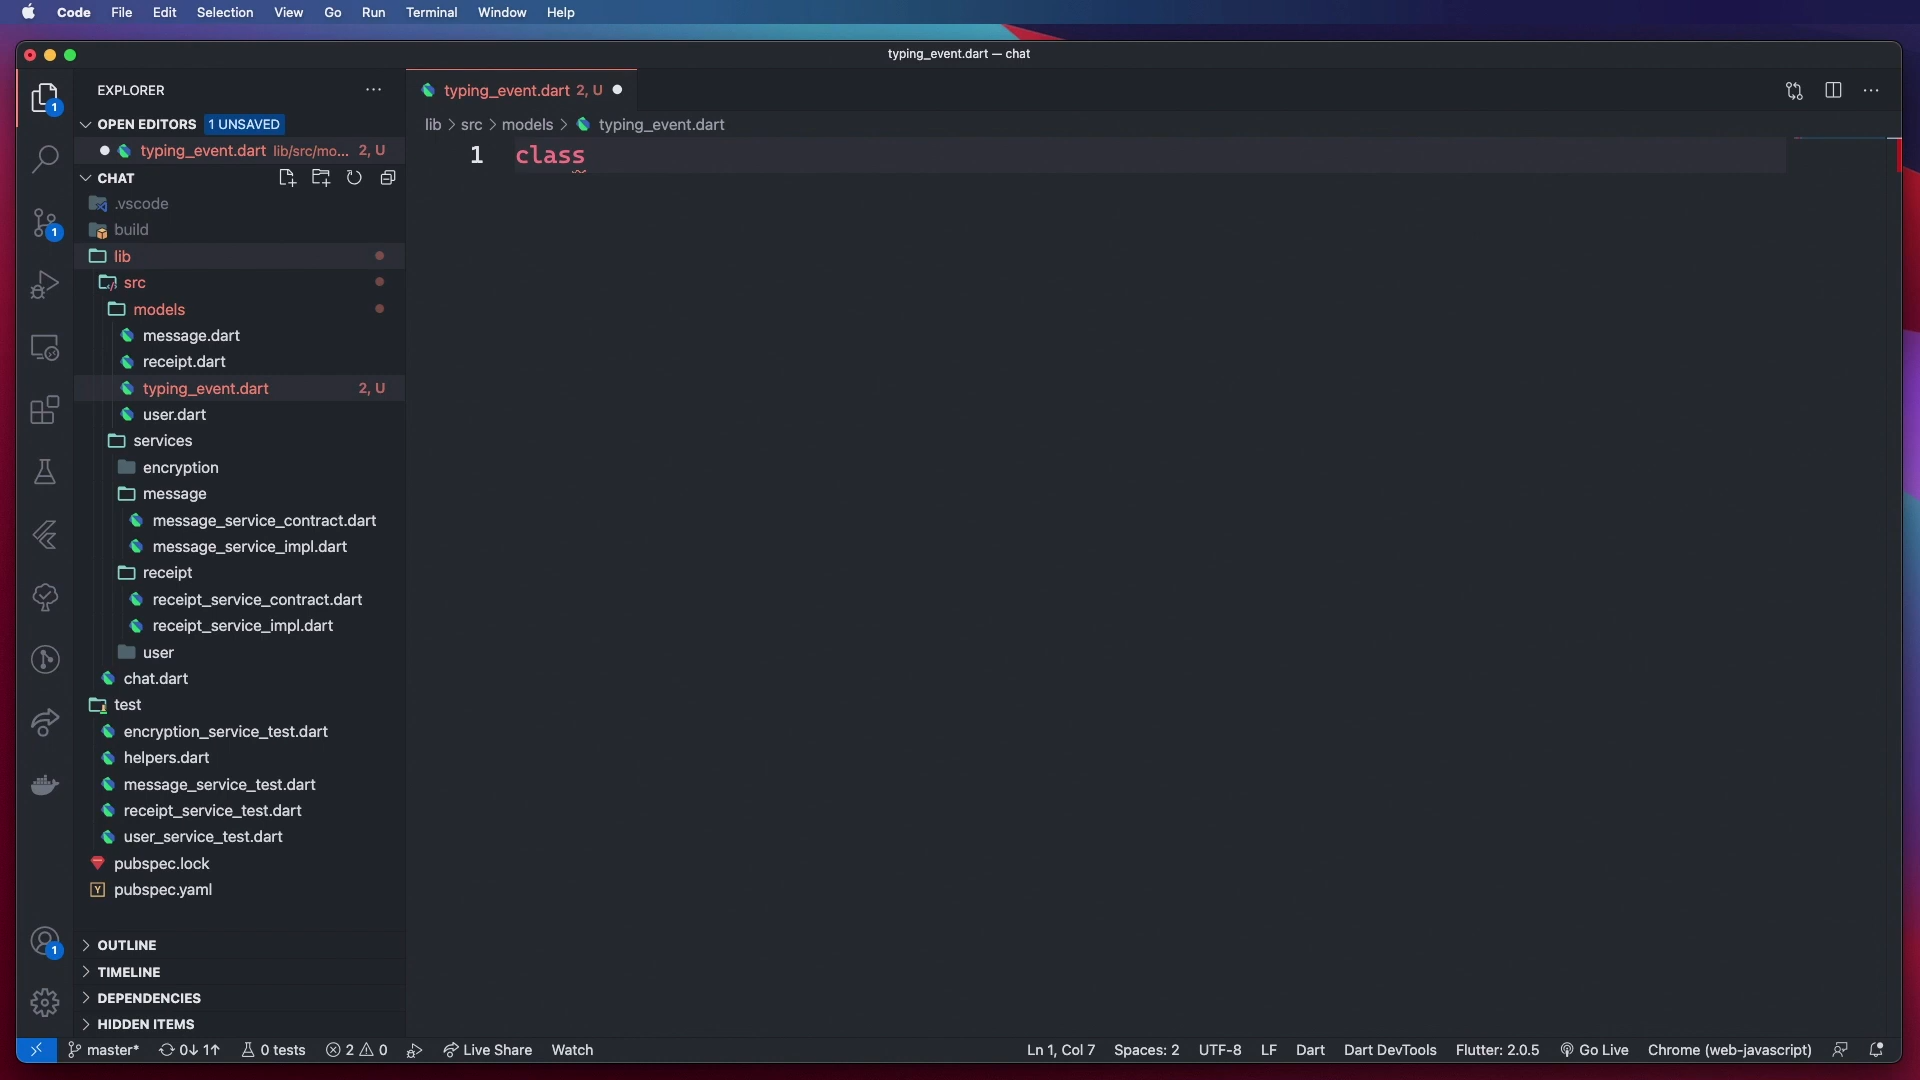 Code File Edit Selection View Go Run Terminal Window Help
typing_event.dart — chat
EXPLORER
typing_event.dart 2, U
OPEN EDITORS 1 UNSAVED
lib > src > models > typing_event.dart
typing_event.dart lib/src/mo... 2, U
1 class
CHAT
.vscode
build
lib
src
models
message.dart
receipt.dart
typing_event.dart 2, U
user.dart
services
encryption
message
message_service_contract.dart
message_service_impl.dart
receipt
receipt_service_contract.dart
receipt_service_impl.dart
user
chat.dart
test
encryption_service_test.dart
helpers.dart
message_service_test.dart
receipt_service_test.dart
user_service_test.dart
pubspec.lock
Y pubspec.yaml
1
1
1
OUTLINE
TIMELINE
DEPENDENCIES
HIDDEN ITEMS
master* 0↓ 1↑ 0 tests 2 0 Live Share Watch Ln 1, Col 7 Spaces: 2 UTF-8 LF Dart Dart DevTools Flutter: 2.0.5 Go Live Chrome (web-javascript)